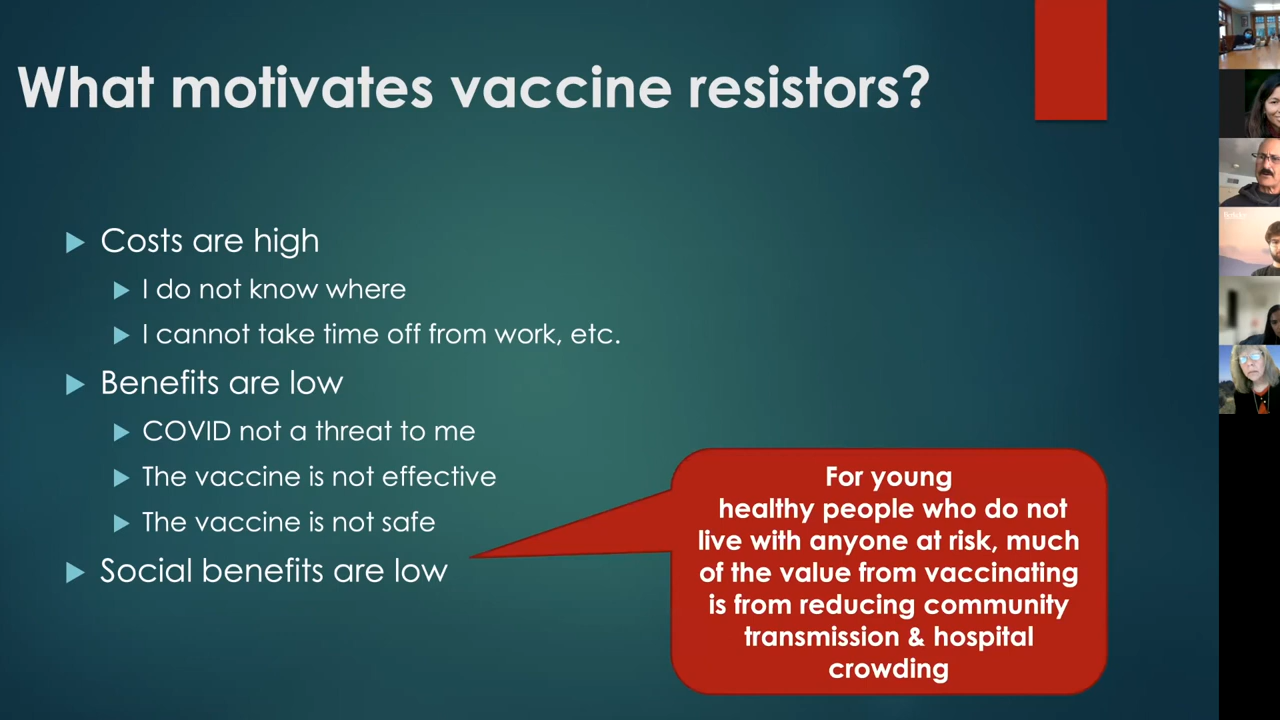 What motivates vaccine resistors?
Costs are high
I do not know where
I cannot take time off from work, etc.
Benefits are low
COVID not a threat to me
The vaccine is not effective
The vaccine is not safe
Social benefits are low
For young
healthy people who do not
live with anyone at risk, much
of the value from vaccinating
is from reducing community
transmission & hospital
crowding